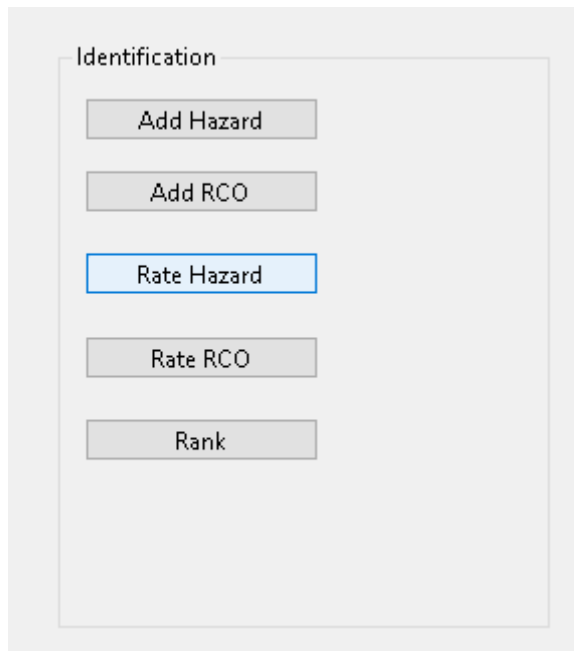 Identification
Add Hazard
Add RCO
Rate Hazard
Rate RCO
Rank